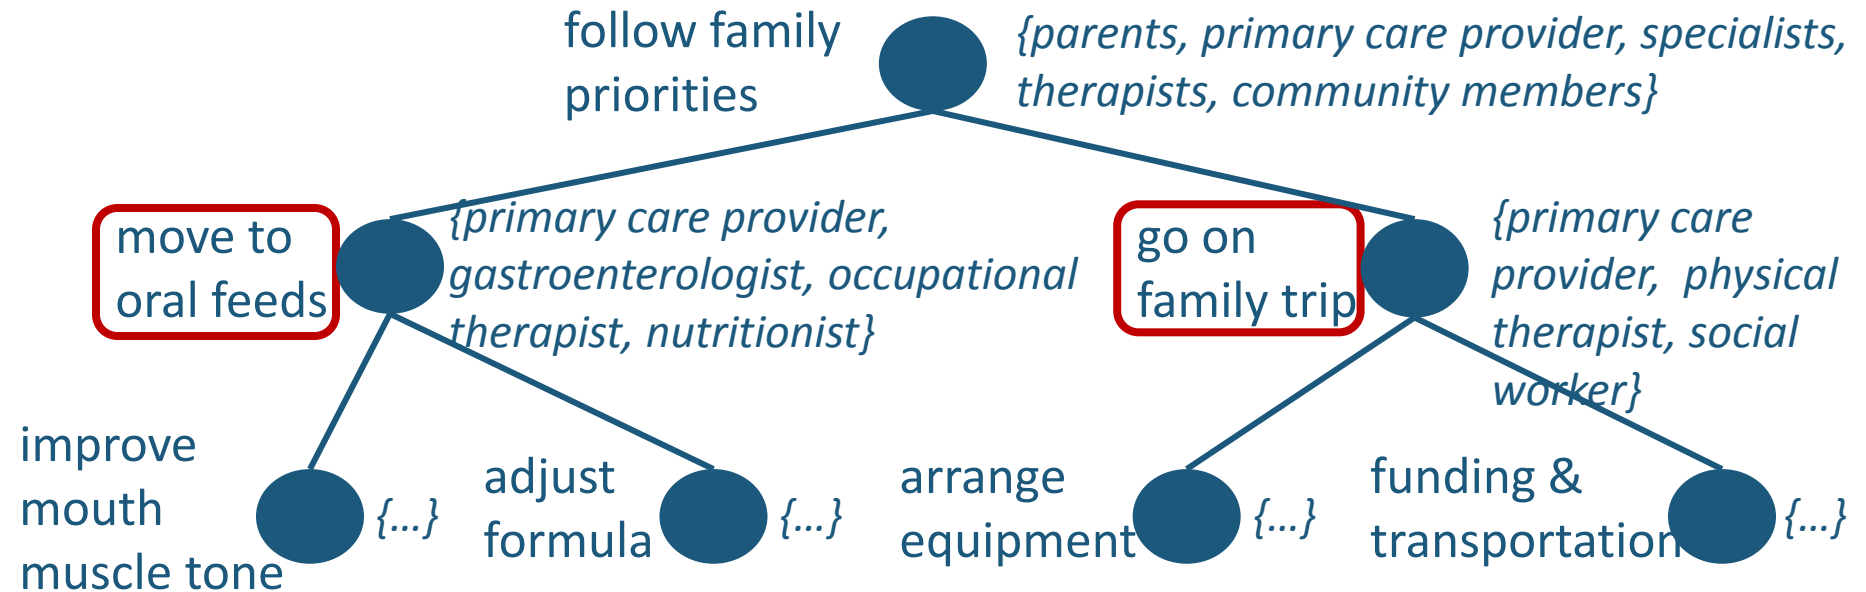 follow family
priorities
{parents, primary care provider, specialists,
therapists, community members}
move to
oral feeds
{primary care provider,
gastroenterologist, occupational
therapist, nutritionist}
go on
family trip
{primary care
provider,  physical
therapist, social
worker}
improve
mouth
muscle tone
{...}
adjust
formula
{...}
arrange
equipment
{...}
funding &
transportation
{...}